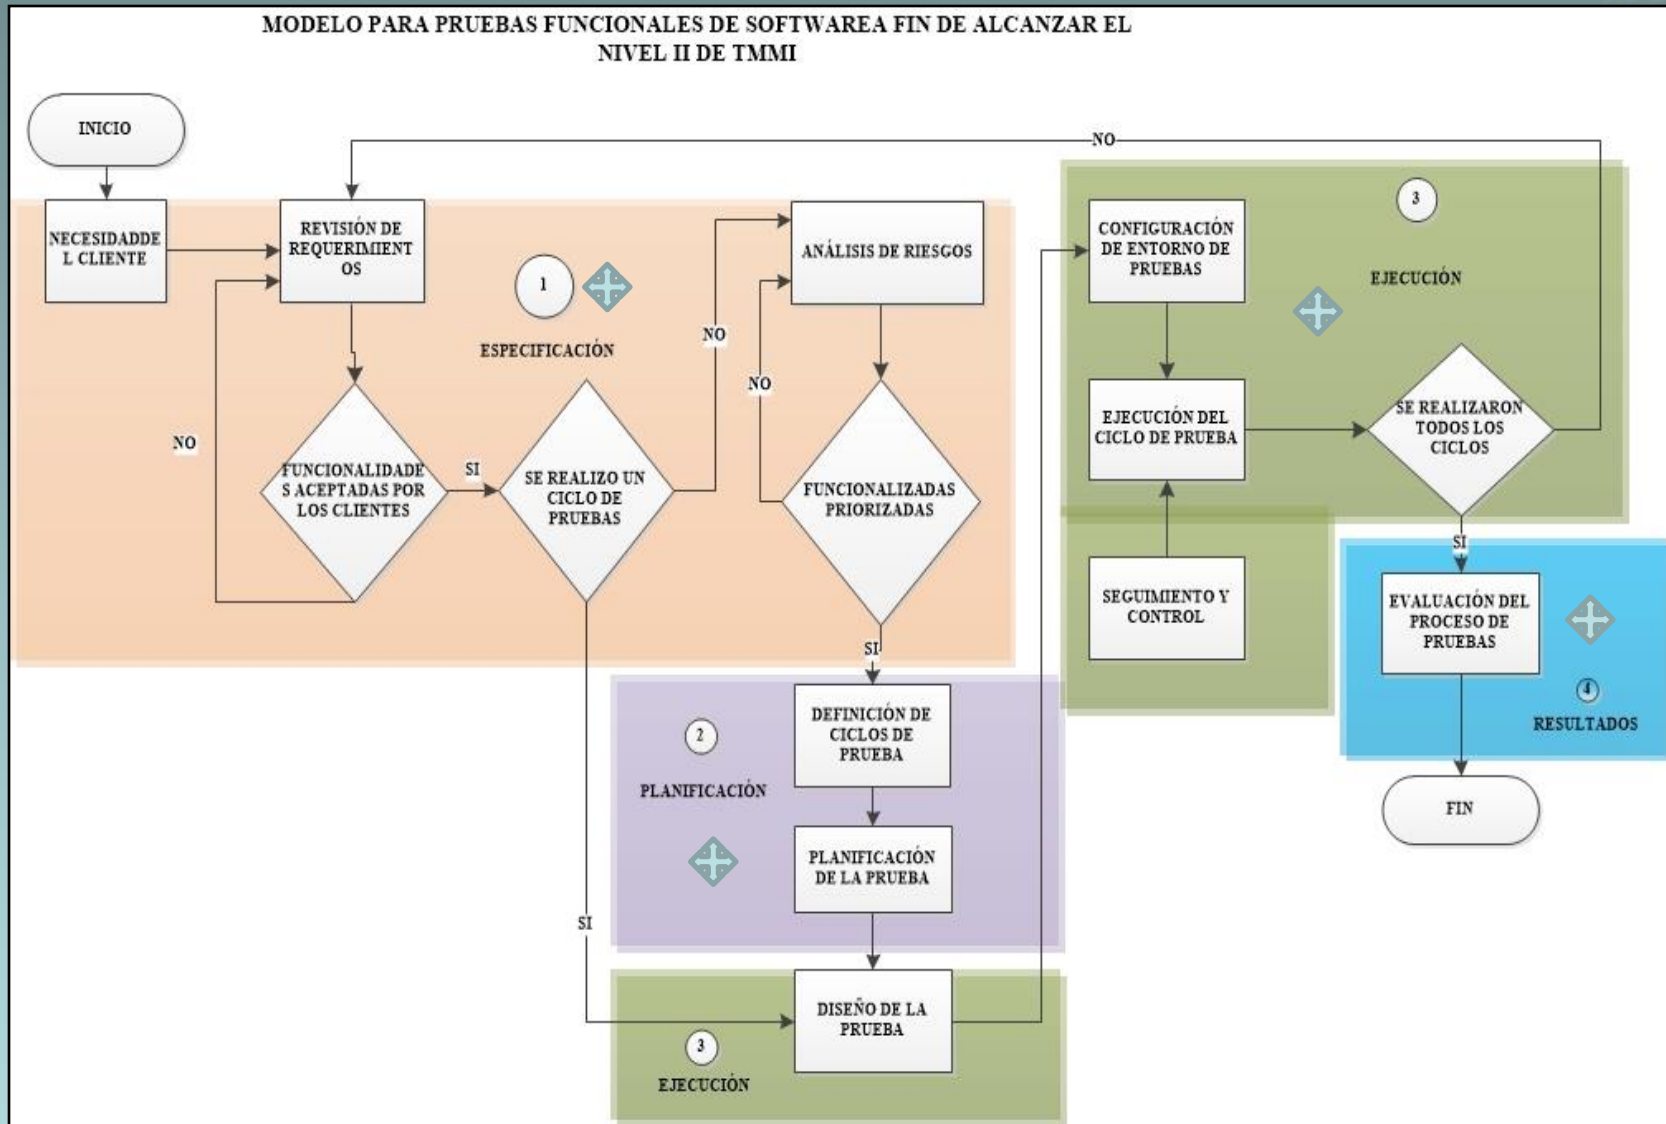 MODELO PARA PRUEBAS FUNCIONALES DE SOFTWAREA FIN DE ALCANZAR EL
NIVEL II DE TMMI
INICIO
NECESIDADDE
L CLIENTE
REVISIÓN DE
REQUERIMIENT
OS
1
ESPECIFICACIÓN
NO
FUNCIONALIDADE
S ACEPTADAS POR
LOS CLIENTES
SI
SE REALIZO UN
CICLO DE
PRUEBAS
NO
SI
ANÁLISIS DE RIESGOS
NO
FUNCIONALIZADAS
PRIORIZADAS
SI
2
PLANIFICACIÓN
DEFINICIÓN DE
CICLOS DE
PRUEBA
PLANIFICACIÓN
DE LA PRUEBA
3
EJECUCIÓN
DISEÑO DE LA
PRUEBA
NO
3
EJECUCIÓN
CONFIGURACIÓN
DE ENTORNO DE
PRUEBAS
EJECUCIÓN DEL
CICLO DE PRUEBA
SEGUIMIENTO Y
CONTROL
SE REALIZARON
TODOS LOS
CICLOS
SI
EVALUACIÓN DEL
PROCESO DE
PRUEBAS
4
RESULTADOS
FIN